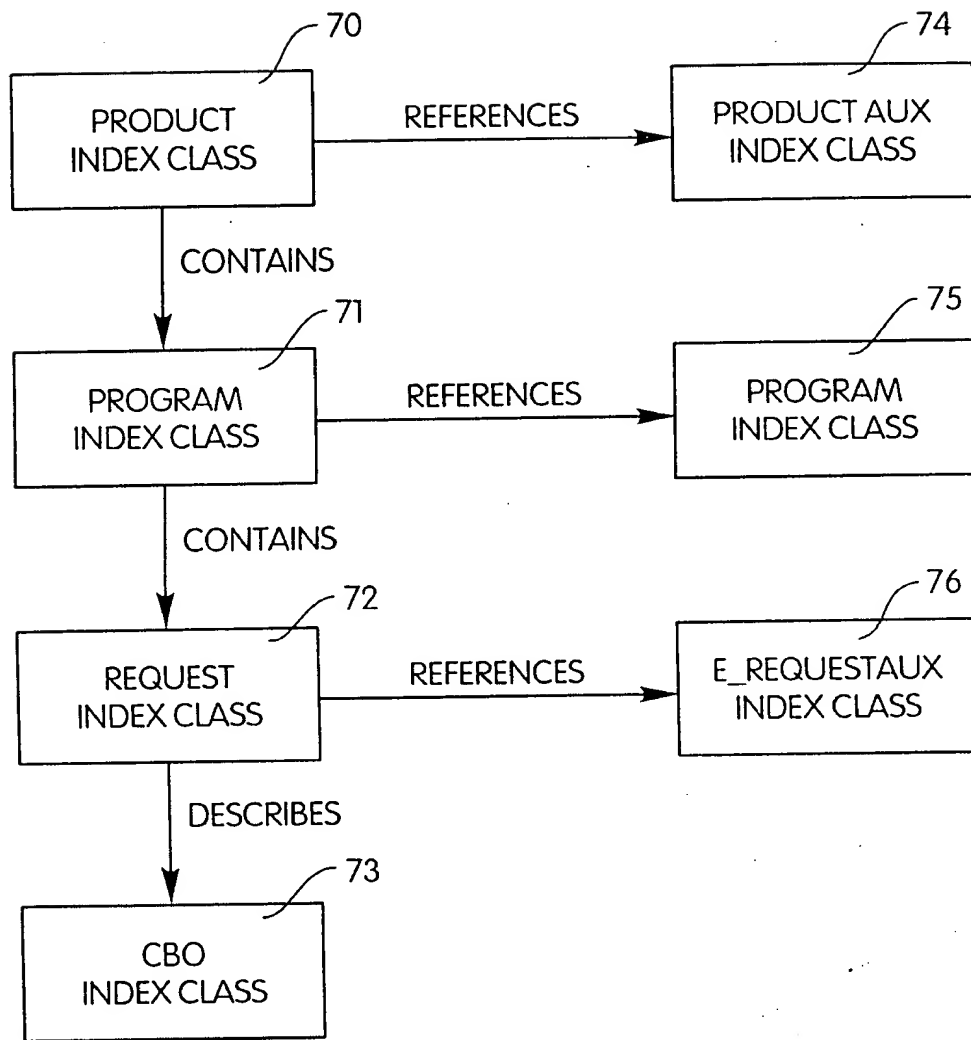 70
74
PRODUCT
INDEX CLASS
REFERENCES
PRODUCT AUX
INDEX CLASS
CONTAINS
71
75
PROGRAM
INDEX CLASS
REFERENCES
PROGRAM
INDEX CLASS
CONTAINS
72
76
REQUEST
INDEX CLASS
REFERENCES
E_REQUESTAUX
INDEX CLASS
DESCRIBES
73
CBO
INDEX CLASS